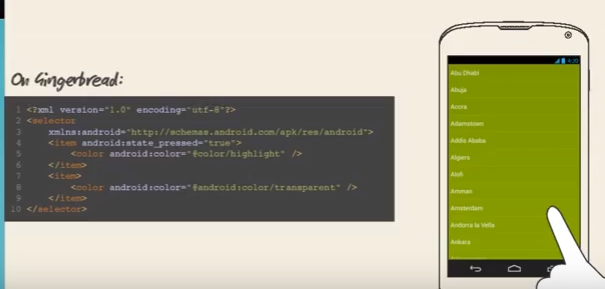 On Gingerbread:
1 <?xml version="1.0" encoding="utf-8"?>
2 <selector
3 xmlns:android="http://schemas.android.com/apk/res/android">
4 <item android:state_pressed="true">
5 <color android:color="@color/highlight" />
6 </item>
7 <item>
8 <color android:color="@android:color/transparent" />
9 </item>
10 </selector>
4:20
Abu Dhabi
Abuja
Accra
Adamstown
Addis Ababa
Algiers
Alofi
Amman
Amsterdam
Andorra la Vella
Ankara